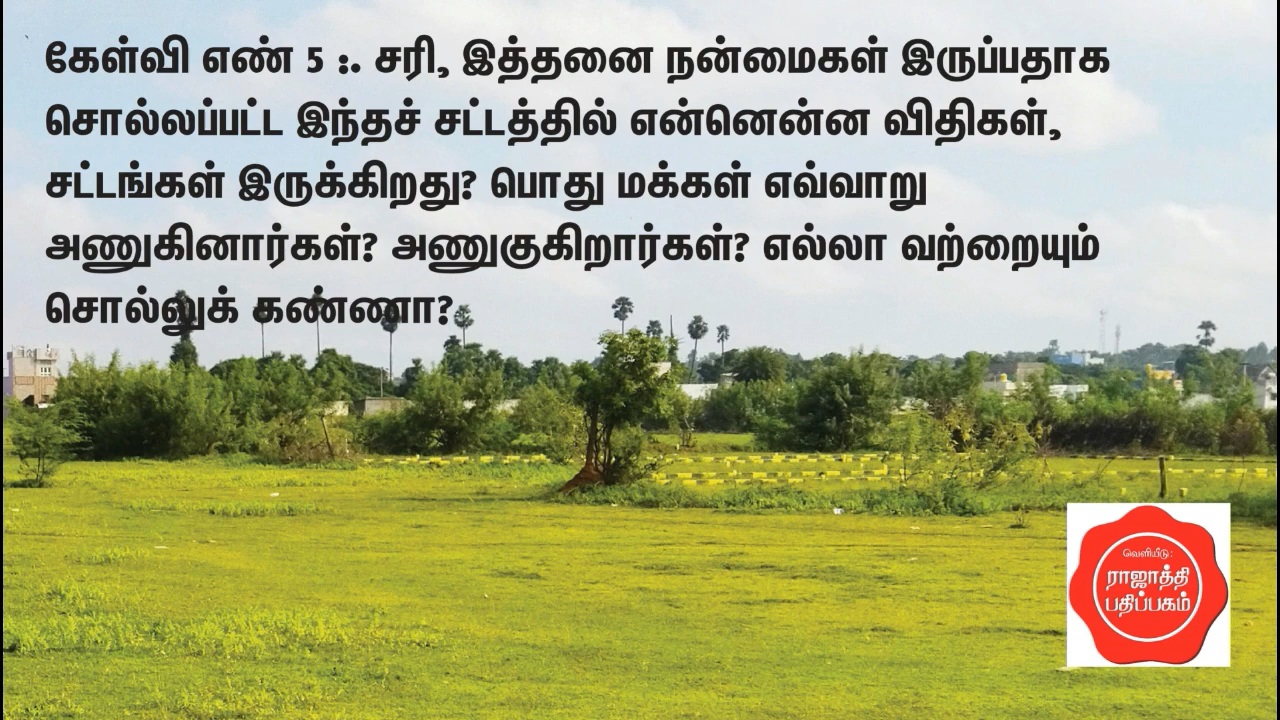 கேள்வி எண் 5 :. சரி, இத்தனை நன்மைகள் இருப்பதாக
சொல்லப்பட்ட இந்தச் சட்டத்தில் என்னென்ன விதிகள்,
சட்டங்கள் இருக்கிறது? பொது மக்கள் எவ்வாறு
அணுகினார்கள்? அணுகுகிறார்கள்? எல்லா வற்றையும்
சொல்லுக் கண்ணா?
வெளியீடு :
ராஜாத்தி
பதிப்பகம்